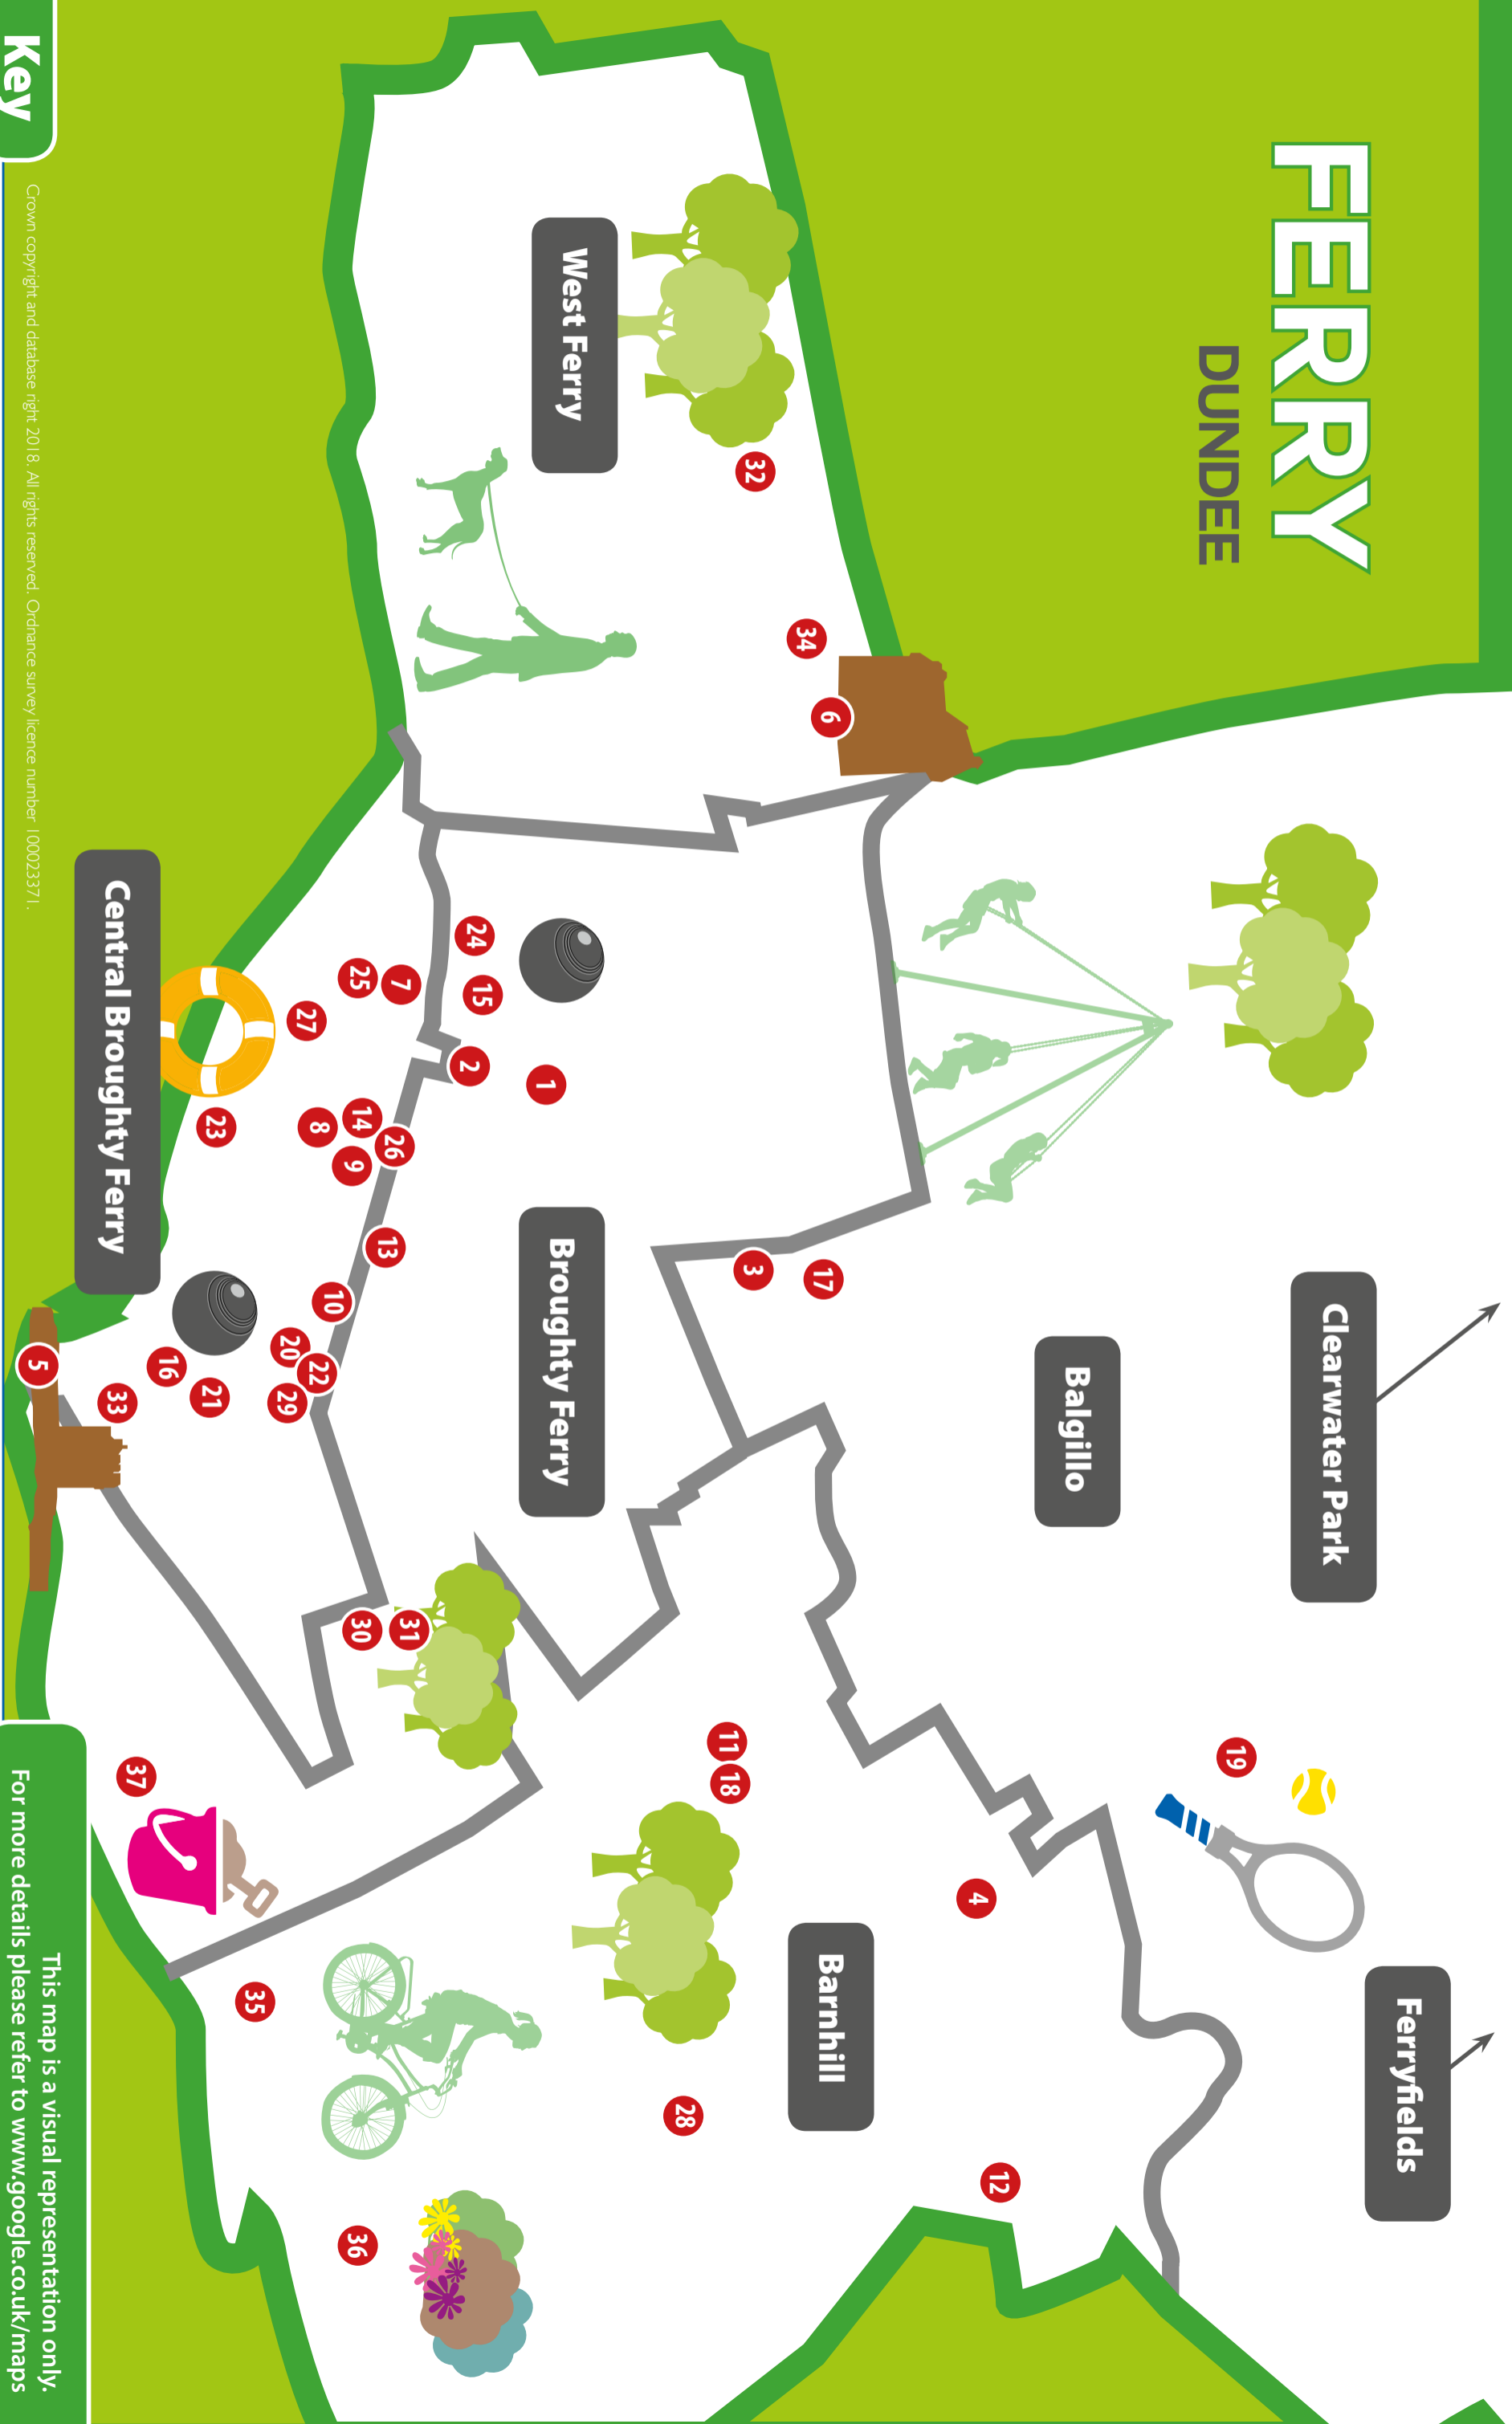 FERRY
DUNDEE
Clearwater Park
Ferryfields
Balgillo
19
12
4
Barnhill
17
3
6
34
32
11
18
28
West Ferry
Brougthy Ferry
1
15
24
2
7
25
26
14
9
8
13
31
30
27
10
22
20
29
36
35
23
21
16
37
33
5
Central Broughty Ferry
Key
Crown copyright and database right 2018. All rights reserved. Ordnance survey licence number 100023371.
This map is a visual representation only.
For more details please refer to www.google.co.uk/maps